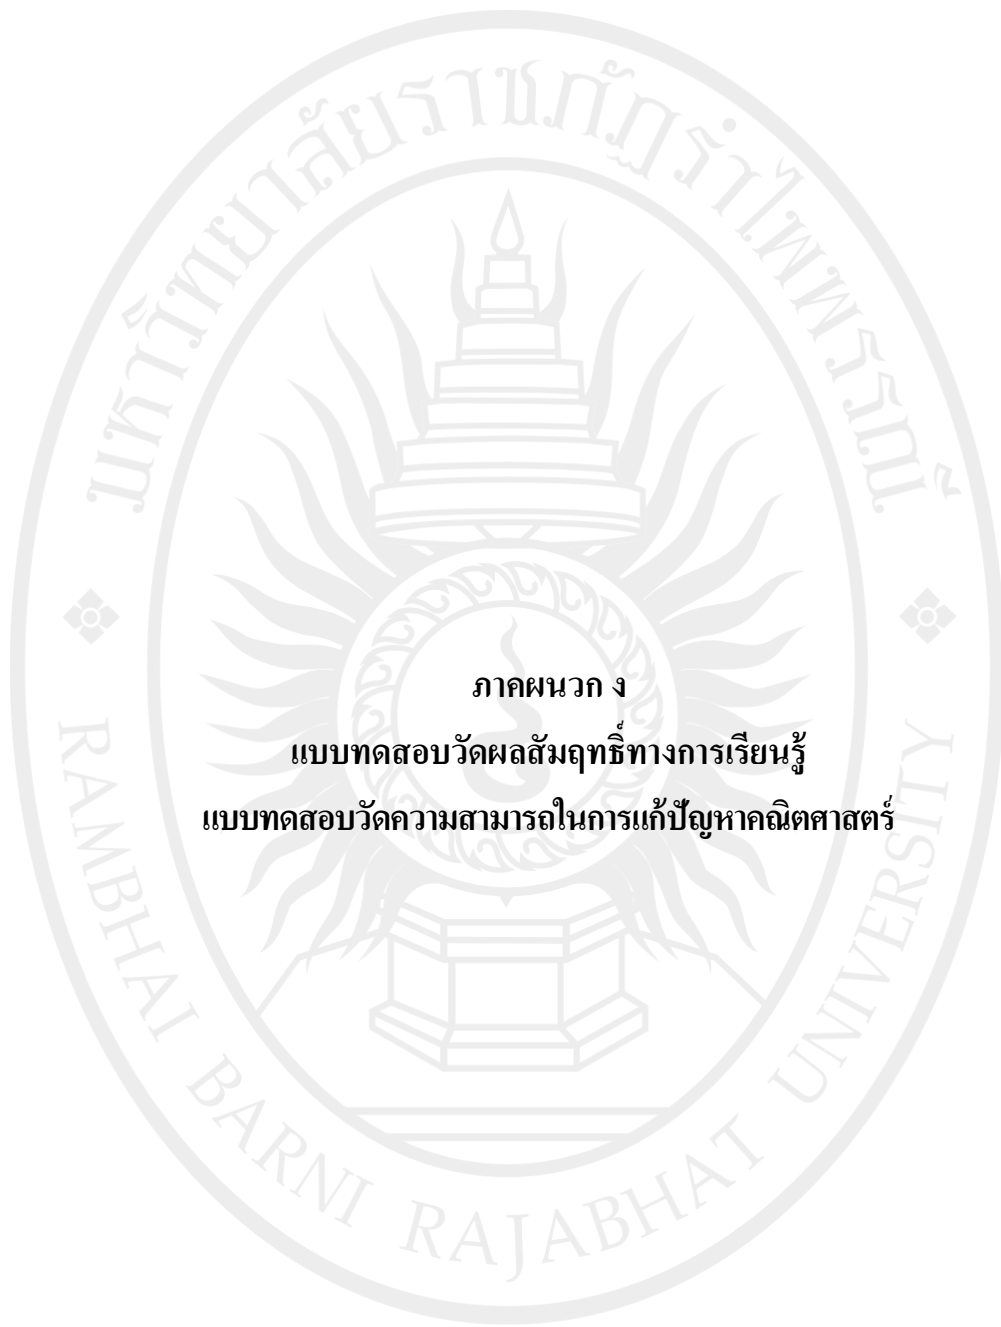 มหาวิทยาลัยราชภัฏรำไพพรรณี
ภาคผนวก ง
แบบทดสอบวัดผลสัมฤทธิ์ทางการเรียนรู้
แบบทดสอบวัดความสามารถในการแก้ปัญหาคณิตศาสตร์
RAMBHAI BARNI RAJABHAT UNIVERSITY